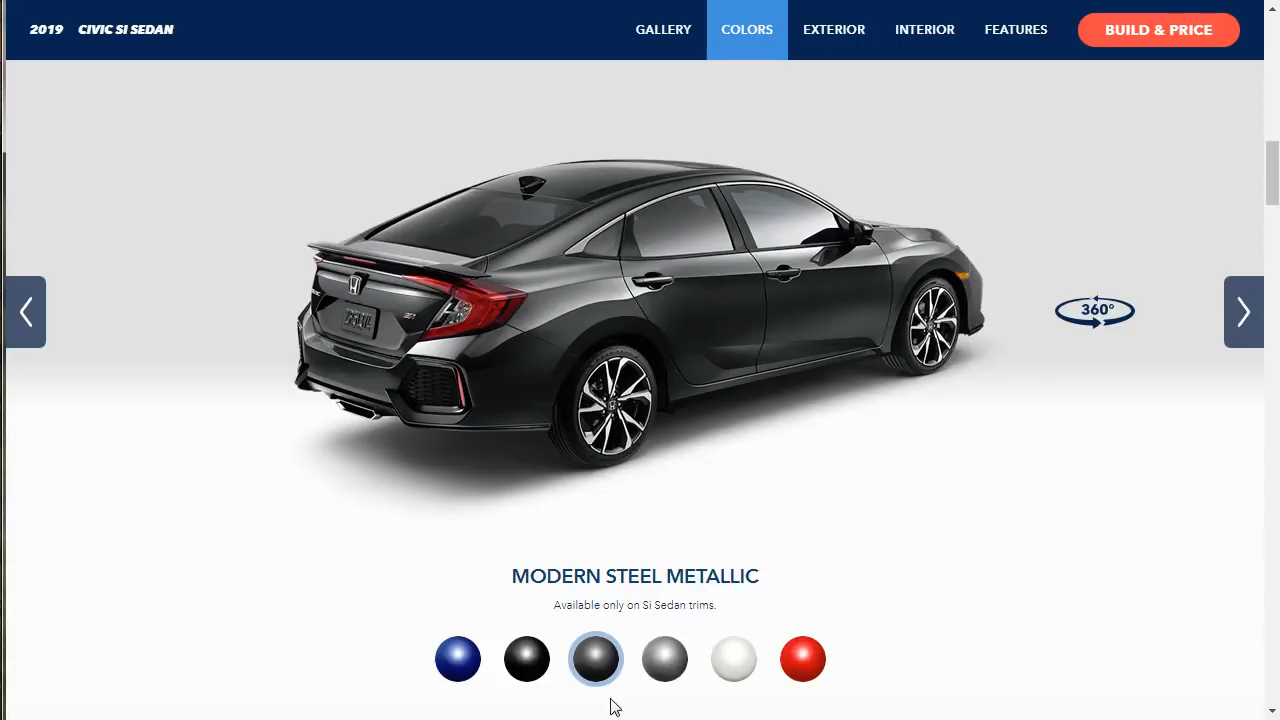 2019 CIVIC SI SEDAN
GALLERY
COLORS
EXTERIOR
INTERIOR
FEATURES
BUILD & PRICE
360°
MODERN STEEL METALLIC
Available only on Si Sedan trims.